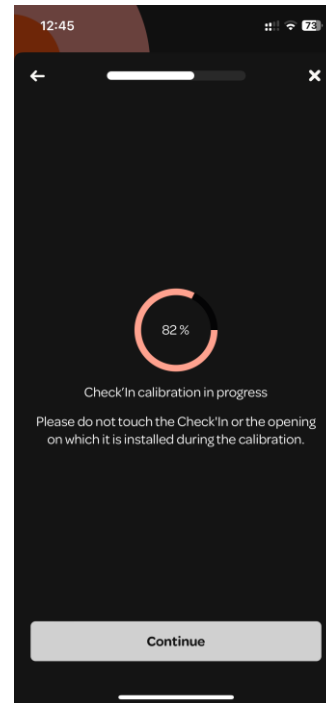 12:45
73
82 %
Check'In calibration in progress
Please do not touch the Check'In or the opening
on which it is installed during the calibration.
Continue